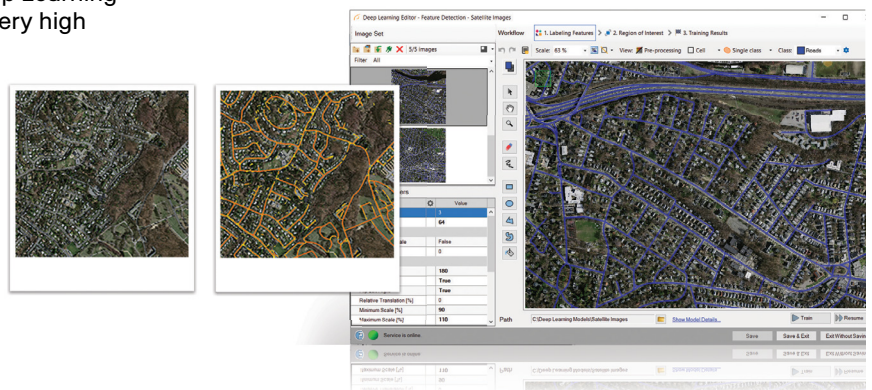 p Learning
ery high
Deep Learning Editor - Feature Detection - Satellite Images
Image Set
Workflow
1. Labeling Features
2. Region of Interest
3. Training Results
5/5 images
Scale: 63 %
View:
Pre-processing
Cell
Single class
Class:
Roads
Filter All
Value
3
64
False
0
180
True
True
Relative Translation [%] 0
Minimum Scale [%] 90
Maximum Scale [%] 110
Path C:\Deep Learning Models\Satellite Images
Show Model Details...
Train
Resume
Service is online.
Save
Save & Exit
Exit Without Savin